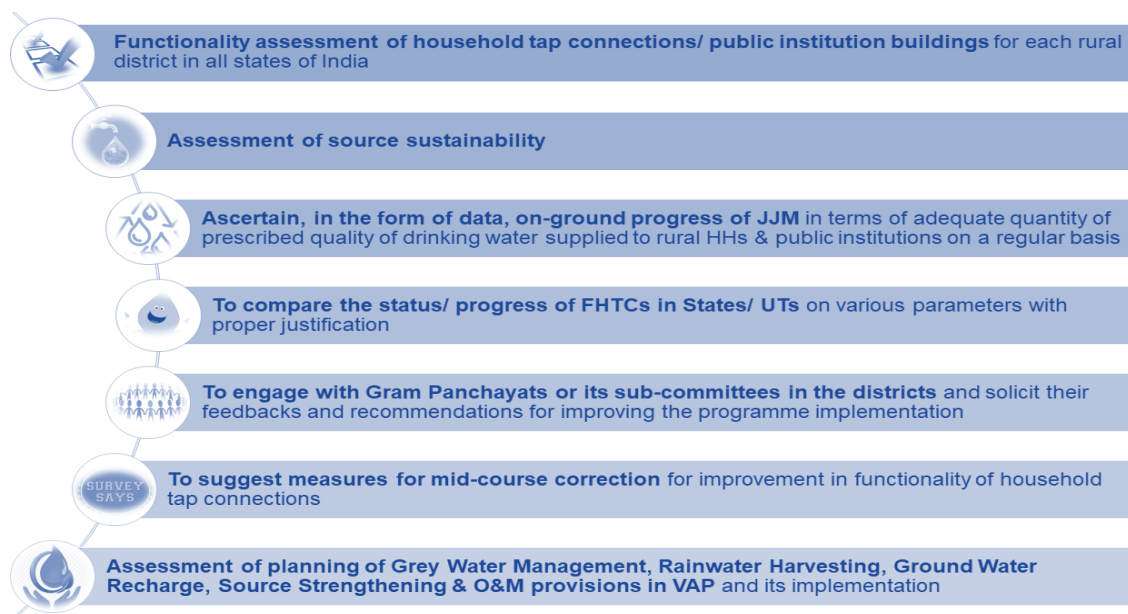 Functionality assessment of household tap connections/ public institution buildings for each rural
district in all states of India
Assessment of source sustainability
Ascertain, in the form of data, on-ground progress of JJM in terms of adequate quantity of
prescribed quality of drinking water supplied to rural HHs & public institutions on a regular basis
To compare the status/ progress of FHTCs in States/ UTs on various parameters with
proper justification
To engage with Gram Panchayats or its sub-committees in the districts and solicit their
feedbacks and recommendations for improving the programme implementation
SURVEY
SAYS
To suggest measures for mid-course correction for improvement in functionality of household
tap connections
Assessment of planning of Grey Water Management, Rainwater Harvesting, Ground Water
Recharge, Source Strengthening & O&M provisions in VAP and its implementation